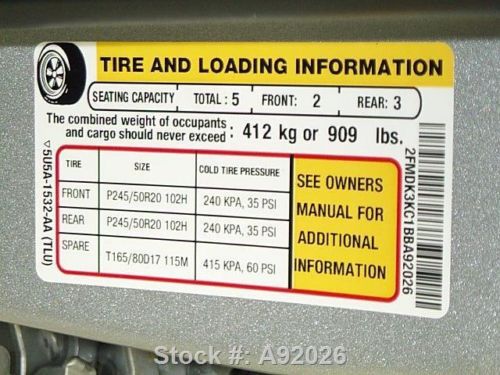 TIRE AND LOADING INFORMATION
SEATING CAPACITY TOTAL : 5 FRONT: 2 REAR: 3
The combined weight of occupants
and cargo should never exceed : 412 kg or 909 lbs.
TIRE SIZE COLD TIRE PRESSURE
FRONT P245/50R20 102H 240 KPA, 35 PSI
REAR P245/50R20 102H 240 KPA, 35 PSI
SPARE T165/80D17 115M 415 KPA, 60 PSI
SEE OWNERS
MANUAL FOR
ADDITIONAL
INFORMATION
▽5U5A-1532-AA (TLU)
2FMDK3KC1BBA92026
Stock #: A92026